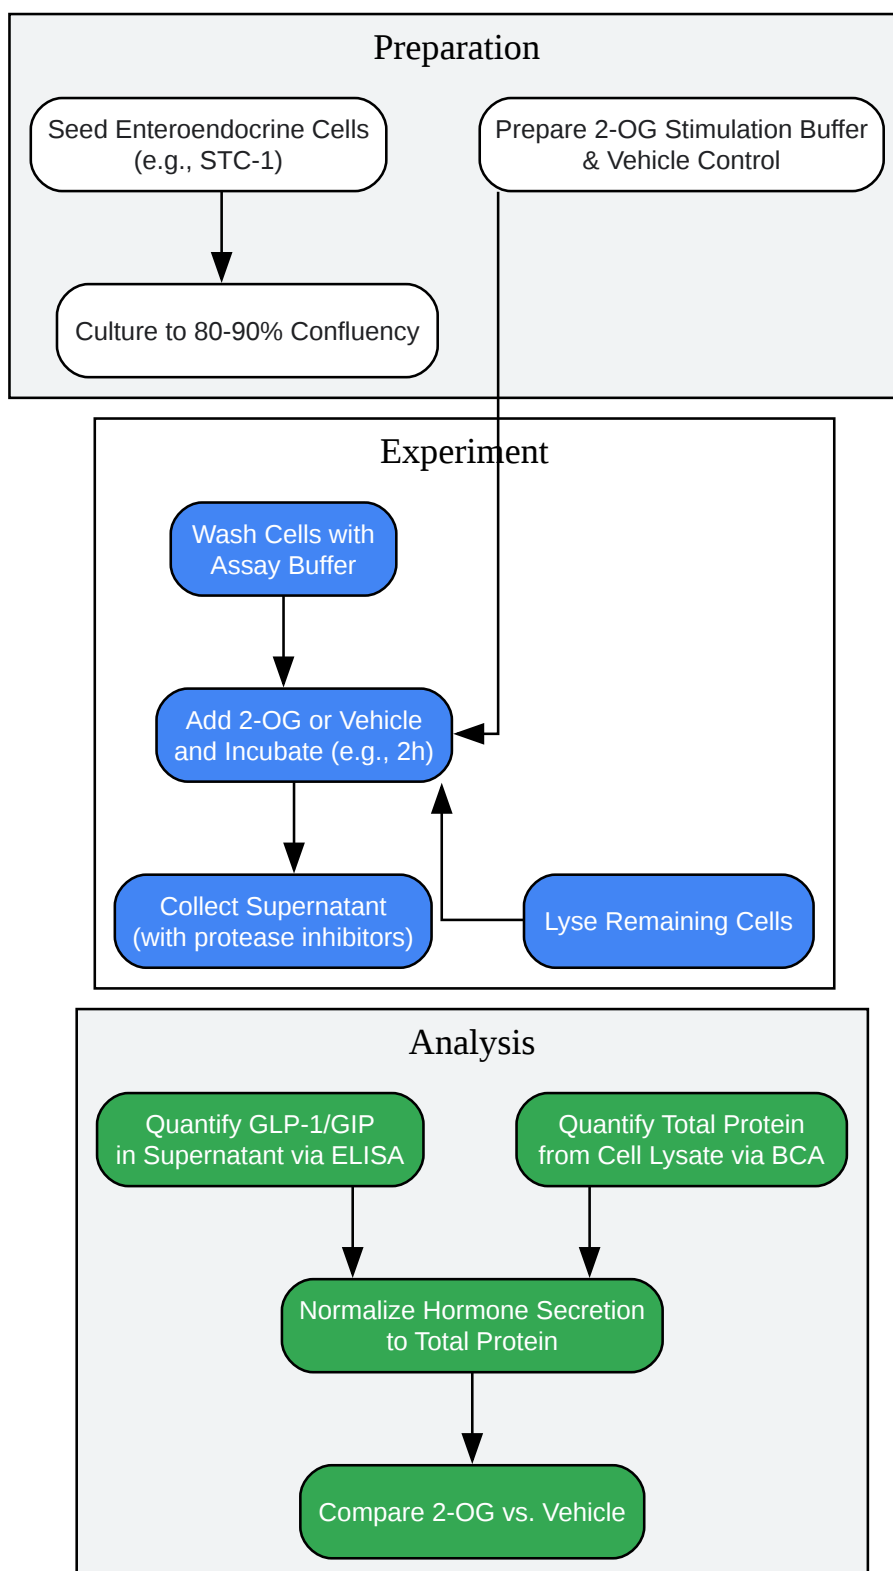 Preparation
Seed Enteroendocrine Cells
(e.g., STC-1)
Prepare 2-OG Stimulation Buffer
& Vehicle Control
Culture to 80-90% Confluency
Experiment
Wash Cells with
Assay Buffer
Add 2-OG or Vehicle
and Incubate (e.g., 2h)
Collect Supernatant
(with protease inhibitors)
Lyse Remaining Cells
Analysis
Quantify GLP-1/GIP
in Supernatant via ELISA
Quantify Total Protein
from Cell Lysate via BCA
Normalize Hormone Secretion
to Total Protein
Compare 2-OG vs. Vehicle